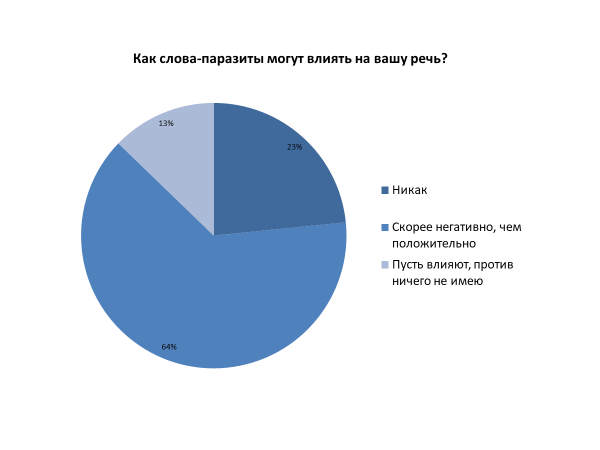 Как слова-паразиты могут влиять на вашу речь?
13%
23%
64%
Никак
Скорее негативно, чем
положительно
Пусть влияют, против
ничего не имею